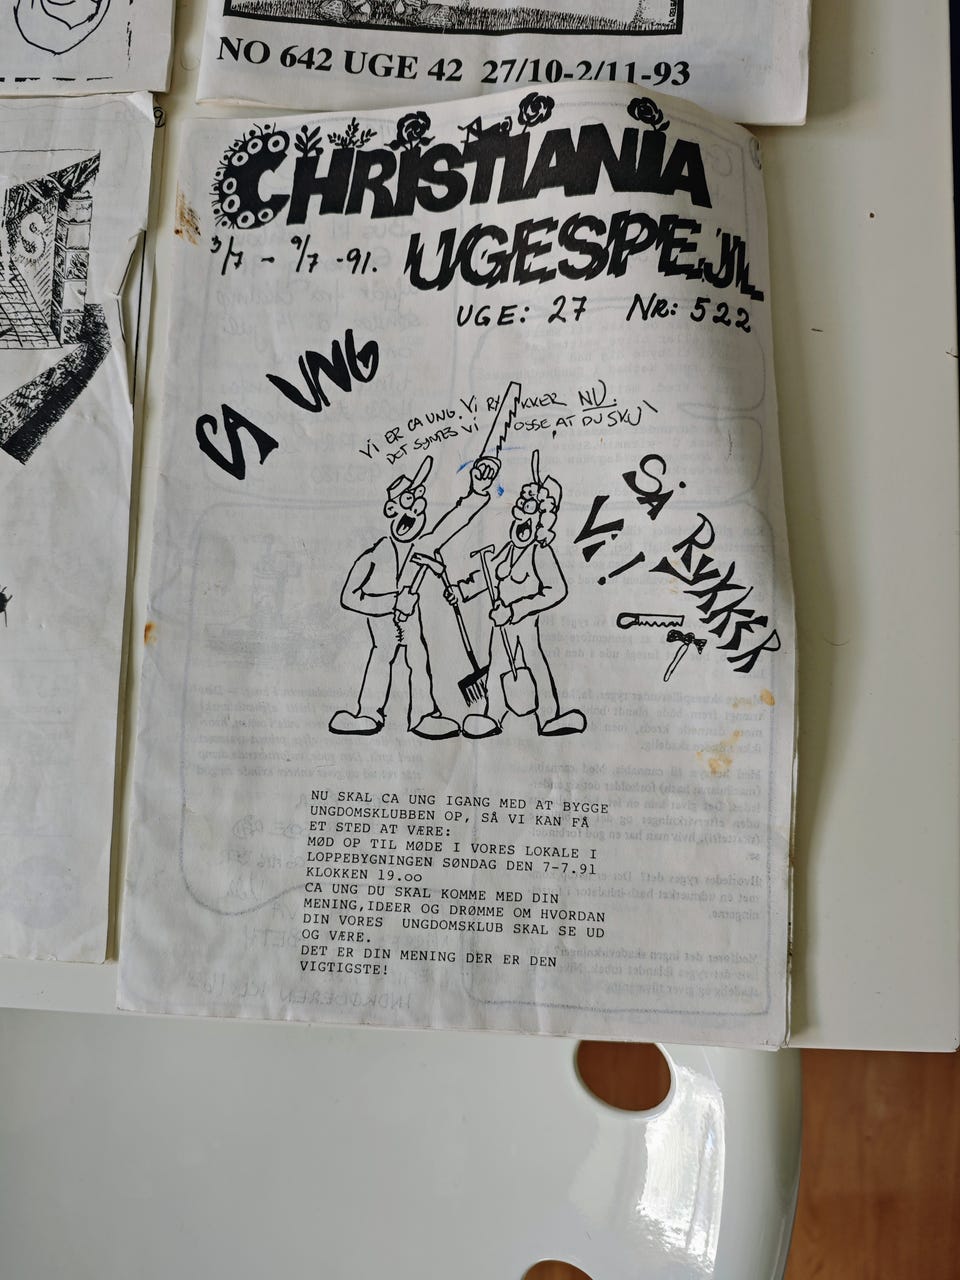 NO 642 UGE 42 27/10-2/11-93
CHRISTIANIA
UGESPEJL
3/7 - 9/7 -91.
UGE: 27 NR: 522
CA UNG
VI ER CA UNG. VI RYKKER NU.
DET SYNTES VI OSSE, AT DU SKU
SÅ RYKKER
VI!
NU SKAL CA UNG IGANG MED AT BYGGE
UNGDOMSKLUBBEN OP, SÅ VI KAN FÅ
ET STED AT VÆRE:
MØD OP TIL MØDE I VORES LOKALE I
LOPPEBYGNINGEN SØNDAG DEN 7-7.91
KLOKKEN 19.oo
CA UNG DU SKAL KOMME MED DIN
MENING,IDEER OG DRØMME OM HVORDAN
DIN VORES UNGDOMSKLUB SKAL SE UD
OG VÆRE.
DET ER DIN MENING DER ER DEN
VIGTIGSTE!